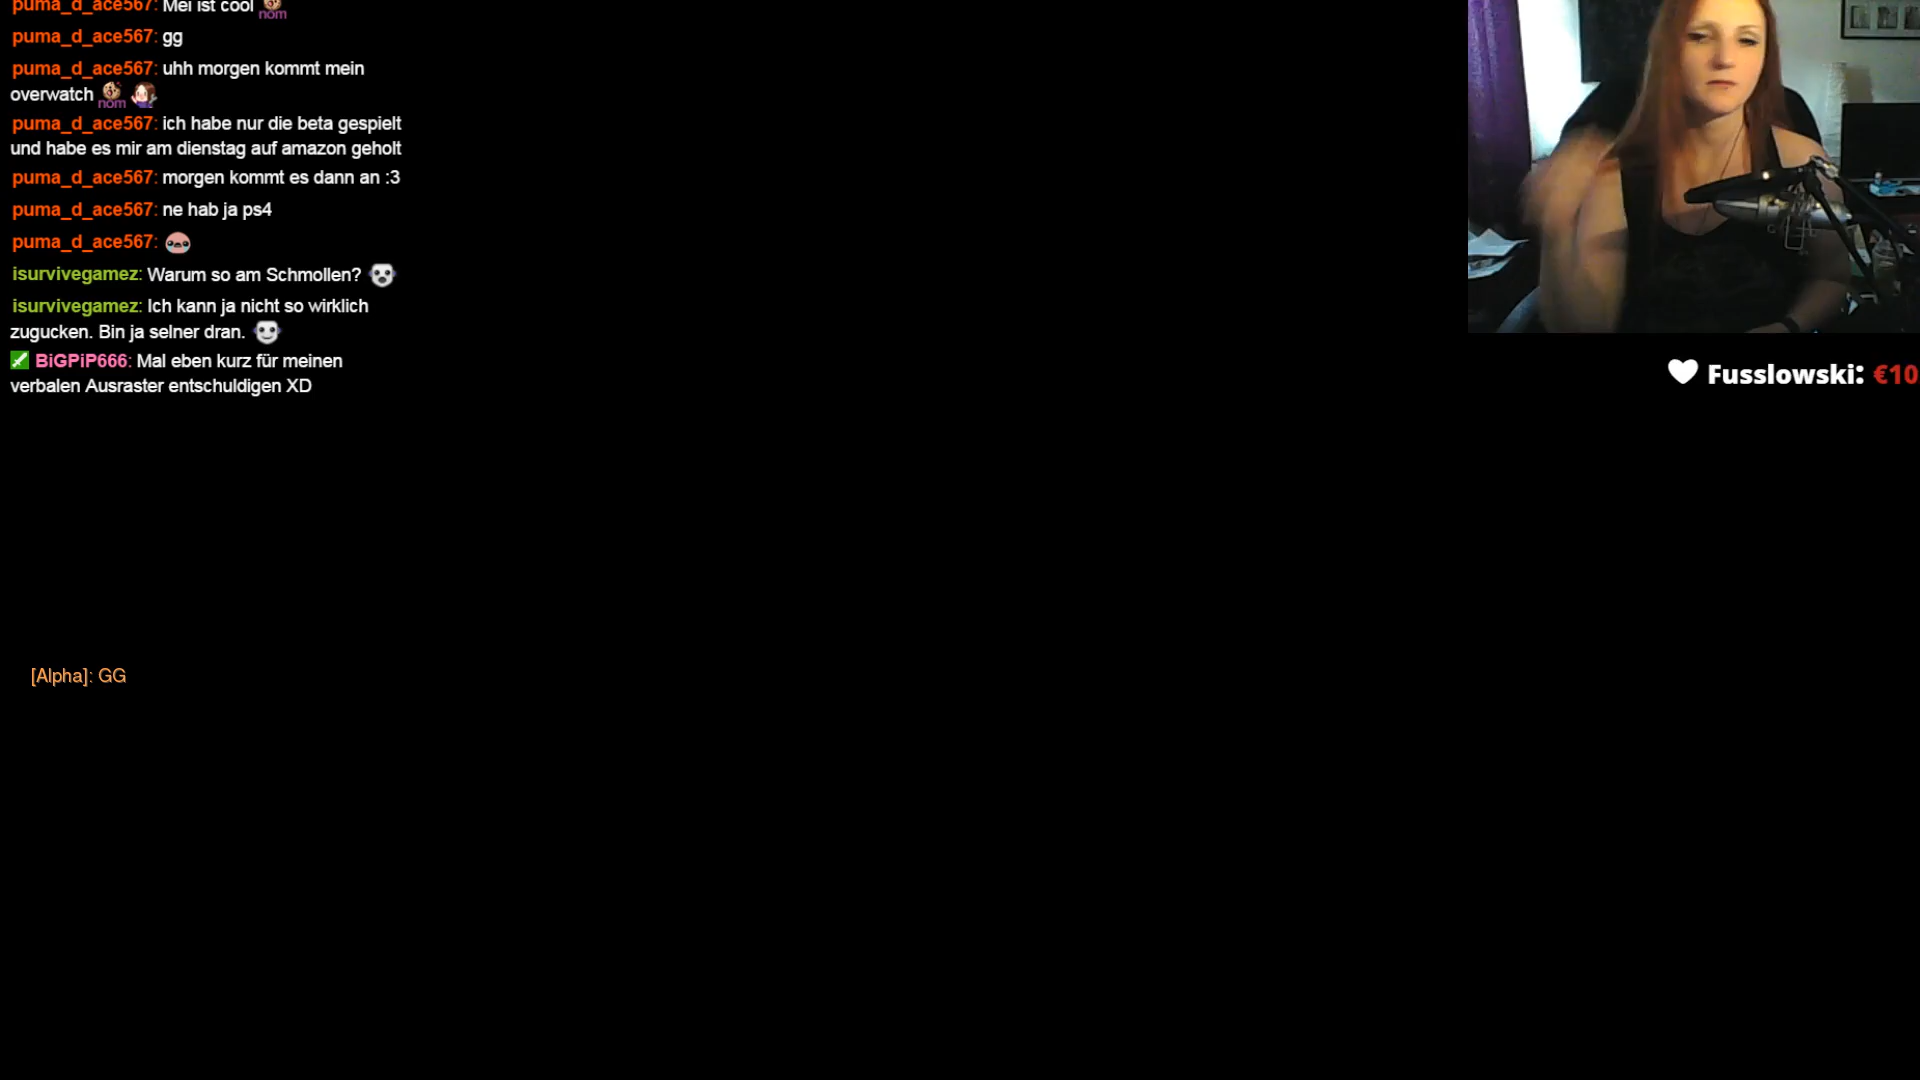 puma_d_ace567: Mei ist cool nom
puma_d_ace567: gg
puma_d_ace567: uhh morgen kommt mein
overwatch nom
puma_d_ace567: ich habe nur die beta gespielt
und habe es mir am dienstag auf amazon geholt
puma_d_ace567: morgen kommt es dann an :3
puma_d_ace567: ne hab ja ps4
puma_d_ace567:
isurvivegamez: Warum so am Schmollen?
isurvivegamez: Ich kann ja nicht so wirklich
zugucken. Bin ja selner dran.
BiGPiP666: Mal eben kurz für meinen
verbalen Ausraster entschuldigen XD
Fusslowski: €10
[Alpha]: GG